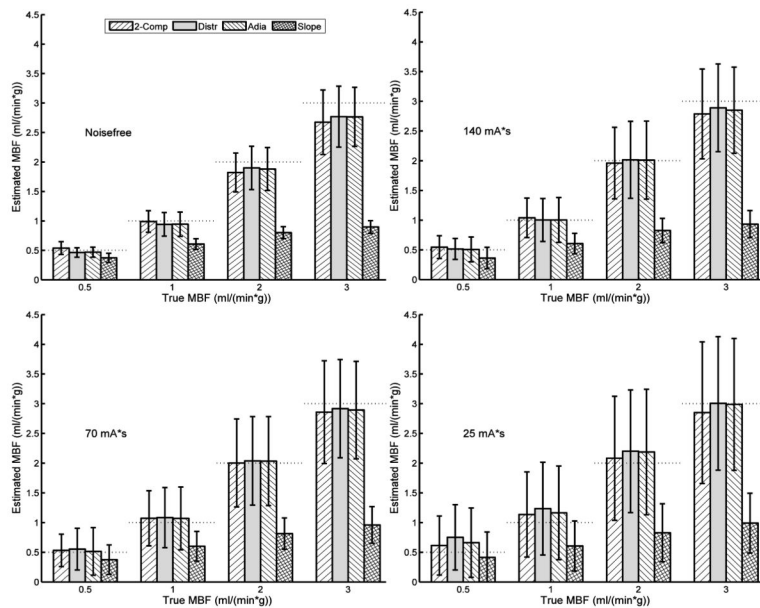 2-Comp Distr Adia Slope
Noisefree
Estimated MBF (ml/(min*g))
4.5
4
3.5
3
2.5
2
1.5
1
0.5
0
0.5 1 2 3
True MBF (ml/(min*g))
140 mA*s
Estimated MBF (ml/(min*g))
4.5
4
3.5
3
2.5
2
1.5
1
0.5
0
0.5 1 2 3
True MBF (ml/(min*g))
70 mA*s
Estimated MBF (ml/(min*g))
4.5
4
3.5
3
2.5
2
1.5
1
0.5
0
0.5 1 2 3
True MBF (ml/(min*g))
25 mA*s
Estimated MBF (ml/(min*g))
4.5
4
3.5
3
2.5
2
1.5
1
0.5
0
0.5 1 2 3
True MBF (ml/(min*g))